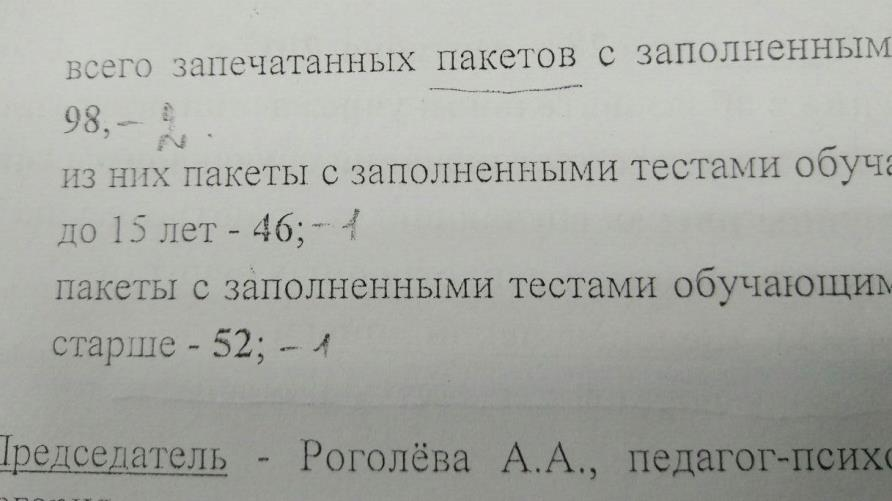 всего запечатанных пакетов с заполненным
98, - 2.
из них пакеты с заполненными тестами обуча
до 15 лет - 46; - 1
пакеты с заполненными тестами обучающим
старше - 52; - 1
Председатель - Роголёва А.А., педагог-психо